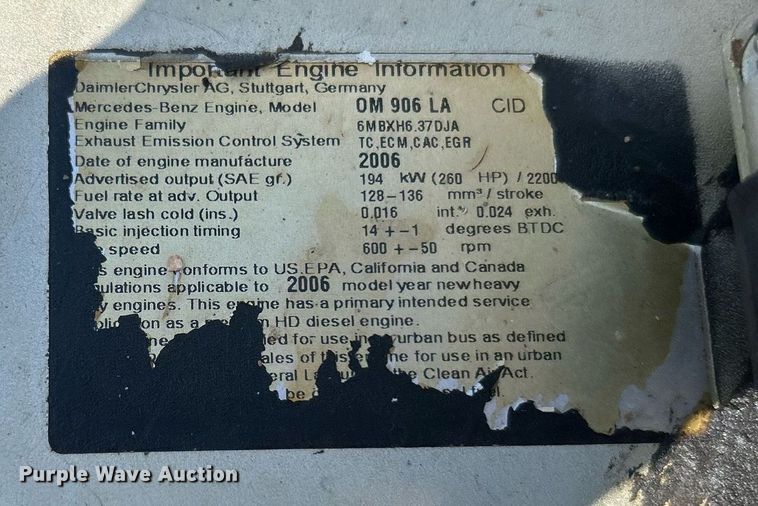 Important Engine Information
DaimlerChrysler AG, Stuttgart, Germany
Mercedes-Benz Engine, Model OM 906 LA CID
Engine Family 6MBXH6.37DJA
Exhaust Emission Control System TC,ECM,CAC,EGR
Date of engine manufacture 2006
Advertised output (SAE gr.) 194 kW (260 HP) / 2200
Fuel rate at adv. Output 128-136 mm³ / stroke
Valve lash cold (ins.) 0.016 int. 0.024 exh.
Basic injection timing 14 +-1 degrees BTDC
speed 600 +-50 rpm
engine conforms to US.EPA, California and Canada
applicable to 2006 model year new heavy
engines. This engine has a primary intended service
as a HD diesel engine.
for use in urban bus as defined
of this for use in an urban
the Clean Air Act.
be
Purple Wave Auction